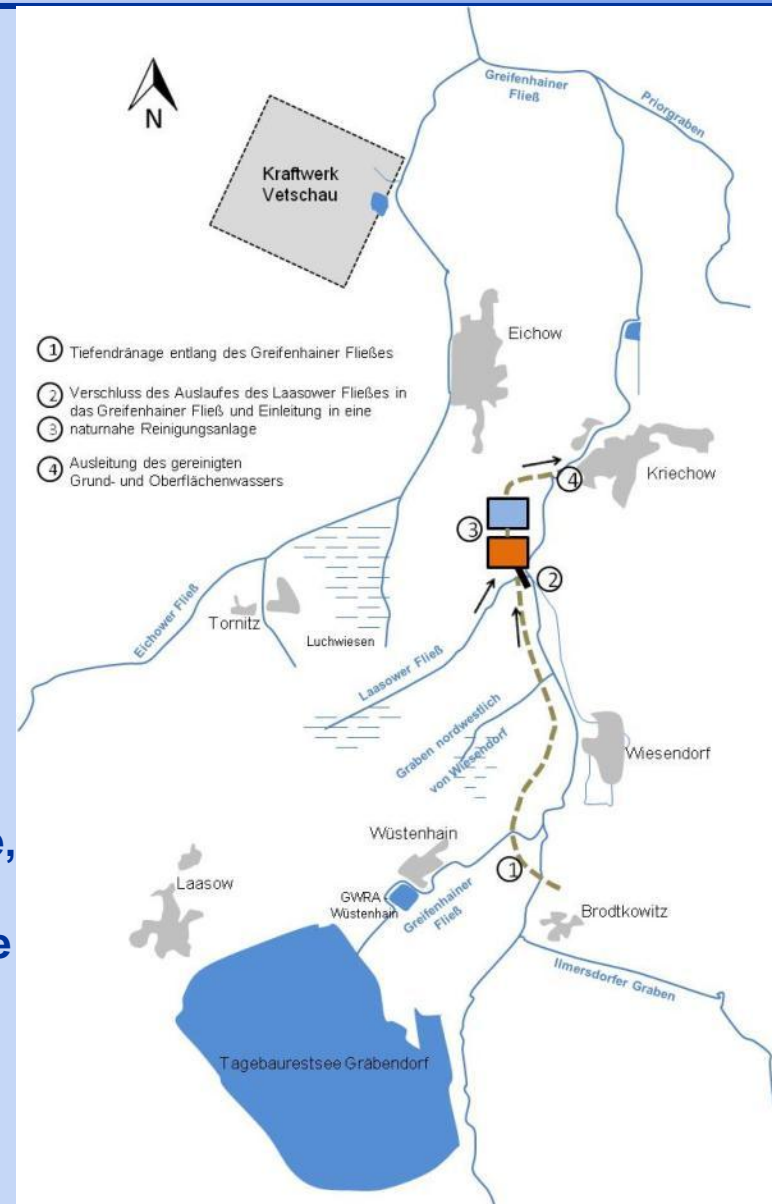 Greifenhainer
Fließ
Priorgraben
N
Kraftwerk
Vetschau
Eichow
① Tiefendränage entlang des Greifenhainer Fließes
② Verschluss des Auslaufes des Laasower Fließes in
das Greifenhainer Fließ und Einleitung in eine
③ naturnahe Reinigungsanlage
④ Ausleitung des gereinigten
Grund- und Oberflächenwassers
④
Kriechow
③
②
Eichower Fließ
Tornitz
Luchwiesen
Laasower Fließ
Graben nordwestlich
von Wiesendorf
Wiesendorf
Wüstenhain
①
Laasow
GWRA -
Wüstenhain
Greifenhainer
Fließ
Brodtkowitz
Ilmersdorfer Graben
Tagebaurestsee Gräbendorf
e,
e